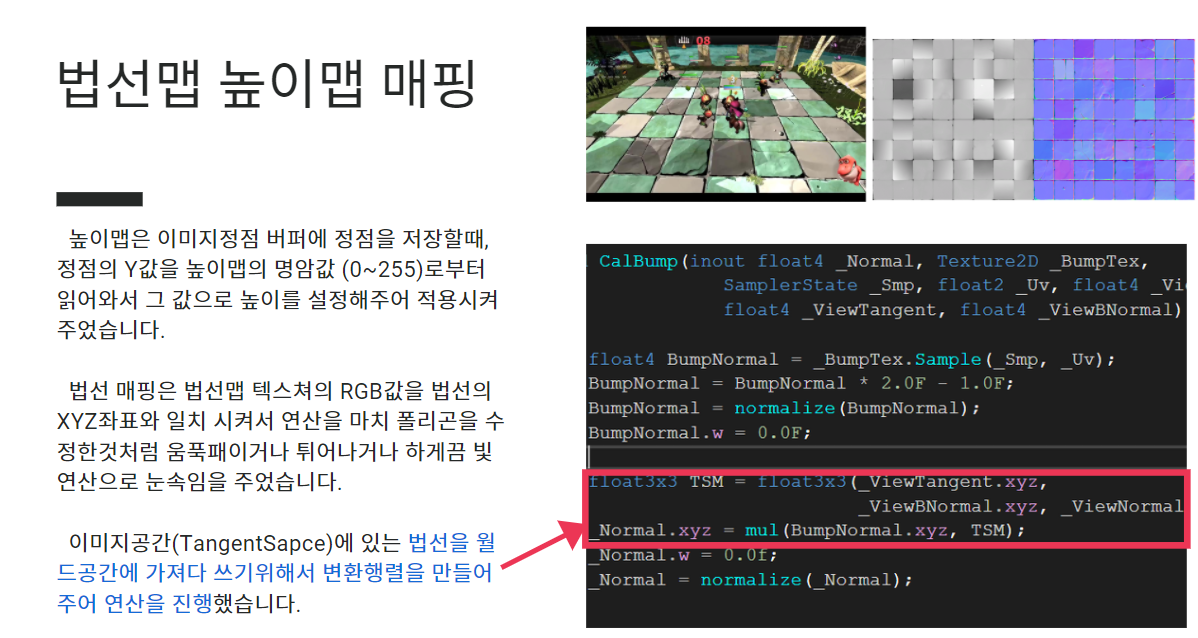 법선맵 높이맵 매핑
높이맵은 이미지정점 버퍼에 정점을 저장할때,
정점의 Y값을 높이맵의 명암값 (0~255)로부터
읽어와서 그 값으로 높이를 설정해주어 적용시켜
주었습니다.
법선 매핑은 법선맵 텍스쳐의 RGB값을 법선의
XYZ좌표와 일치 시켜서 연산을 마치 폴리곤을 수
정한것처럼 움푹패이거나 튀어나거나 하게끔 빛
연산으로 눈속임을 주었습니다.
이미지공간(TangentSapce)에 있는 법선을 월
드공간에 가져다 쓰기위해서 변환행렬을 만들어
주어 연산을 진행했습니다.
08
CalBump(inout float4 _Normal, Texture2D _BumpTex,
SamplerState _Smp, float2 _Uv, float4 _Vi
float4 _ViewTangent, float4 _ViewBNormal)
float4 BumpNormal = _BumpTex.Sample(_Smp, _Uv);
BumpNormal = BumpNormal * 2.0F - 1.0F;
BumpNormal = normalize(BumpNormal);
BumpNormal.w = 0.0F;
float3x3 TSM = float3x3(_ViewTangent.xyz,
_ViewBNormal.xyz, _ViewNormal
_Normal.xyz = mul(BumpNormal.xyz, TSM);
_Normal.w = 0.0f;
_Normal = normalize(_Normal);